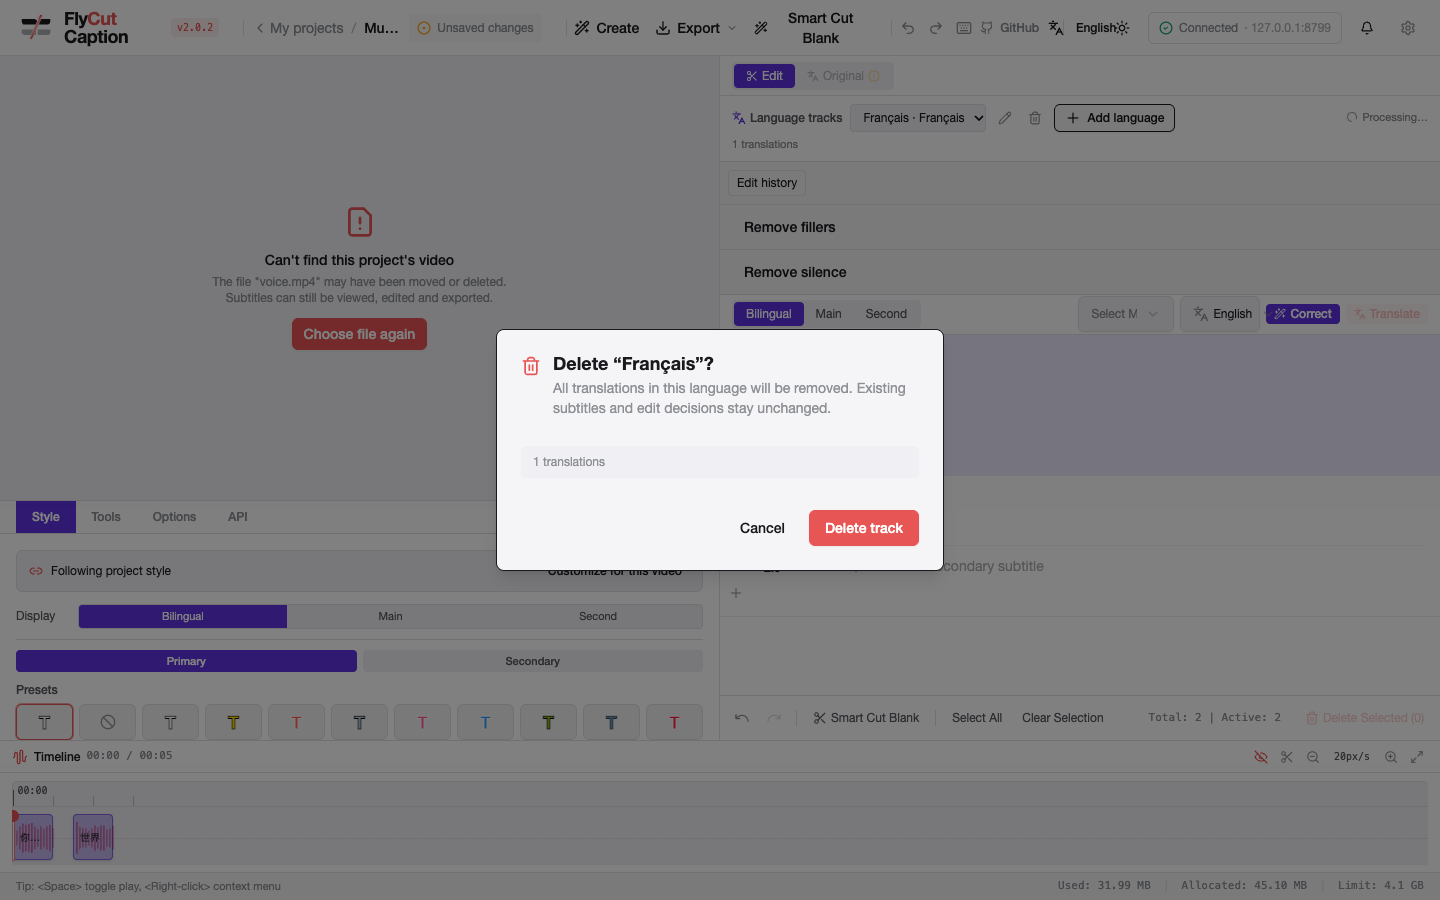 FlyCut Caption
v2.0.2
My projects / Mu...
Unsaved changes
Create
Export
Smart Cut Blank
GitHub
English
Connected · 127.0.0.1:8799
Can't find this project's video
The file "voice.mp4" may have been moved or deleted.
Subtitles can still be viewed, edited and exported.
Choose file again
Edit
Original
Language tracks
Français · Français
Add language
Processing...
1 translations
Edit history
Remove fillers
Remove silence
Bilingual
Main
Second
Select M
English
Correct
Translate
Delete “Français”?
All translations in this language will be removed. Existing
subtitles and edit decisions stay unchanged.
1 translations
Cancel
Delete track
condary subtitle
Style
Tools
Options
API
Following project style
Customize for this video
Display
Bilingual
Main
Second
Primary
Secondary
Presets
T T T T T T T T T T
Smart Cut Blank
Select All
Clear Selection
Total: 2 | Active: 2
Delete Selected (0)
Timeline
00:00 / 00:05
20px/s
00:00
你...
世界
Tip: <Space> toggle play, <Right-click> context menu
Used: 31.99 MB
Allocated: 45.10 MB
Limit: 4.1 GB